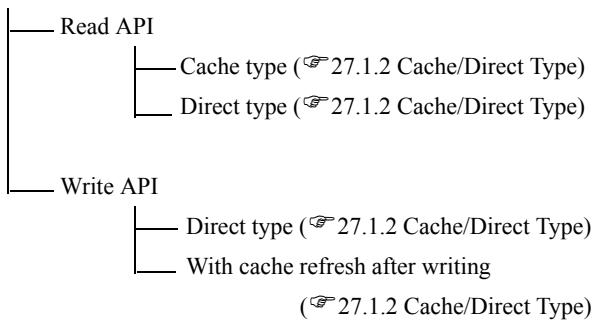 Read API
Cache type (☞27.1.2 Cache/Direct Type)
Direct type (☞27.1.2 Cache/Direct Type)
Write API
Direct type (☞27.1.2 Cache/Direct Type)
With cache refresh after writing
(☞27.1.2 Cache/Direct Type)